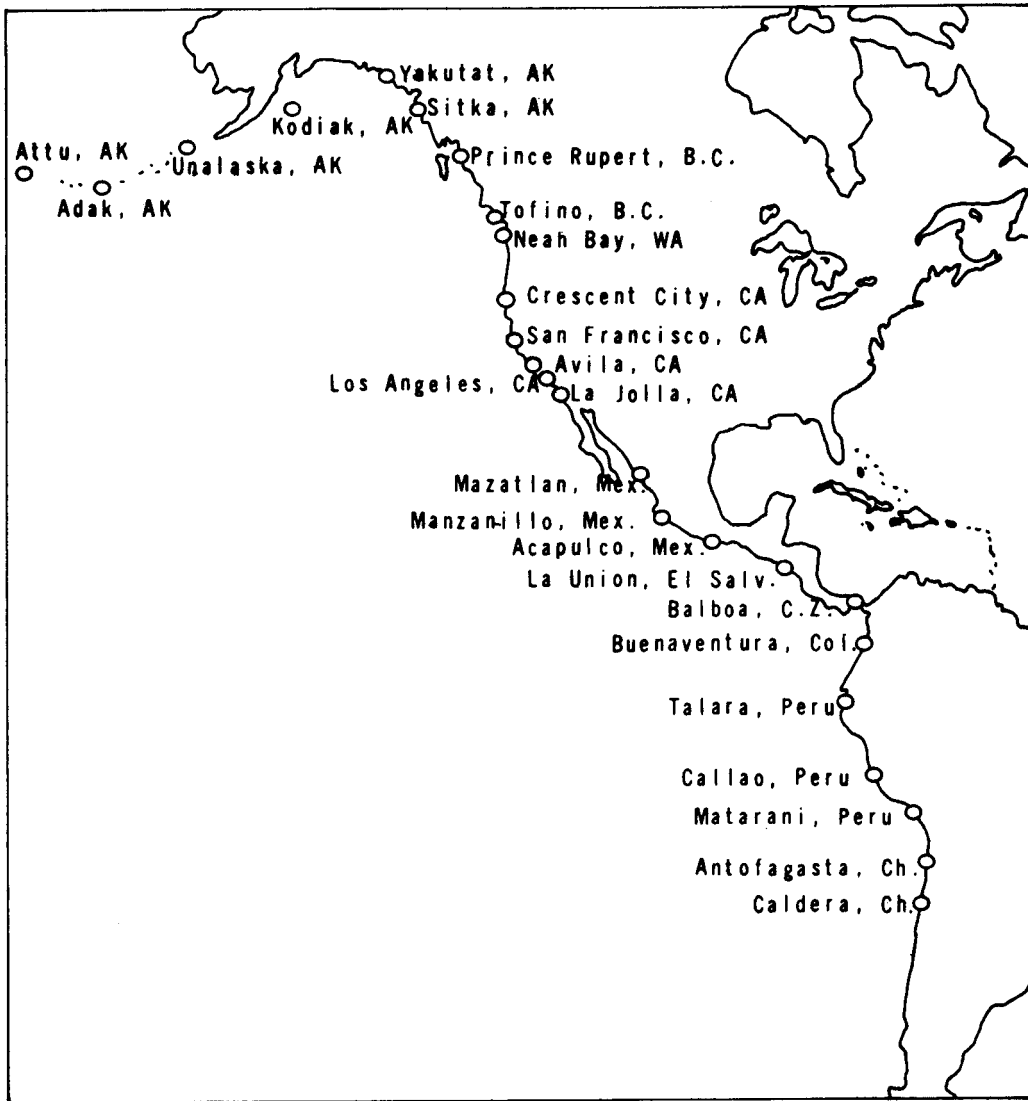 Yakutat, AK
Sitka, AK
Kodiak, AK
Attu, AK
Unalaska, AK
Prince Rupert, B.C.
Adak, AK
Tofino, B.C.
Neah Bay, WA
Crescent City, CA
San Francisco, CA
Avila, CA
Los Angeles, CA
La Jolla, CA
Mazatlan, Mex.
Manzanillo, Mex.
Acapulco, Mex.
La Union, El Salv.
Balboa, C.Z.
Buenaventura, Col.
Talara, Peru
Callao, Peru
Matarani, Peru
Antofagasta, Ch.
Caldera, Ch.